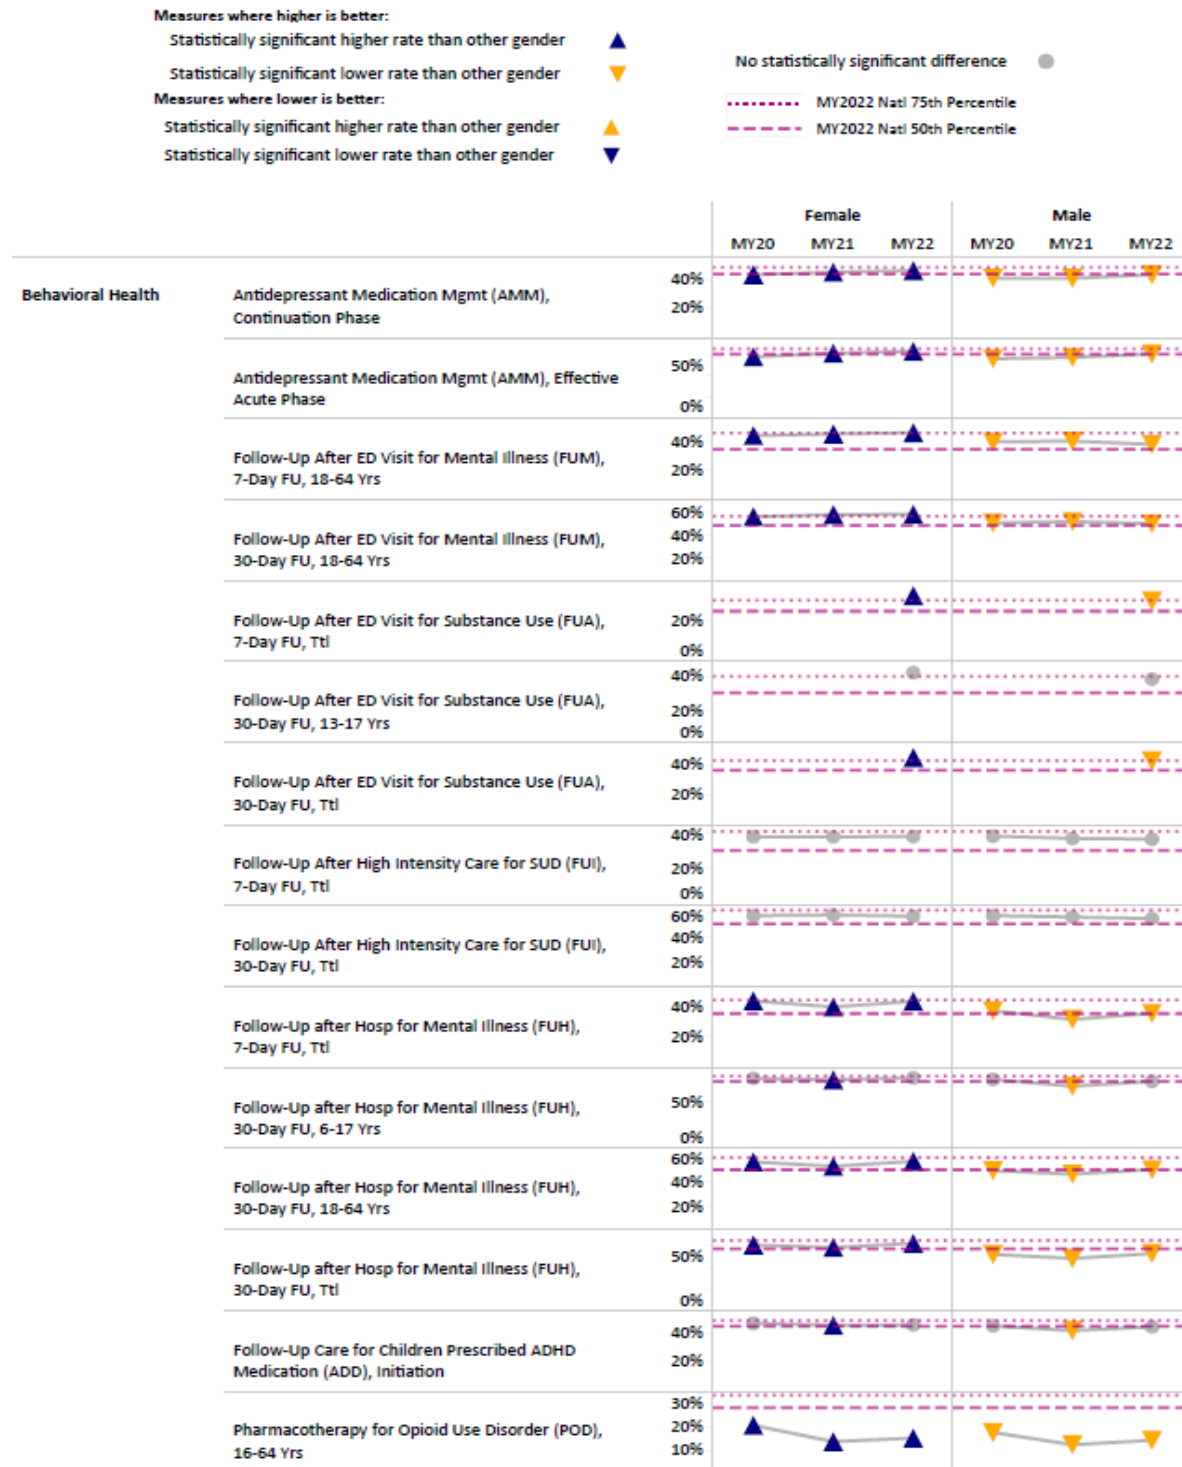 Measures where higher is better:
Statistically significant higher rate than other gender
Statistically significant lower rate than other gender
Measures where lower is better:
Statistically significant higher rate than other gender
Statistically significant lower rate than other gender
No statistically significant difference
MY2022 Natl 75th Percentile
MY2022 Natl 50th Percentile
Female Male
MY20 MY21 MY22 MY20 MY21 MY22
Behavioral Health
Antidepressant Medication Mgmt (AMM),
Continuation Phase
40%
20%
Antidepressant Medication Mgmt (AMM), Effective
Acute Phase
50%
0%
Follow-Up After ED Visit for Mental Illness (FUM),
7-Day FU, 18-64 Yrs
40%
20%
Follow-Up After ED Visit for Mental Illness (FUM),
30-Day FU, 18-64 Yrs
60%
40%
20%
Follow-Up After ED Visit for Substance Use (FUA),
7-Day FU, Ttl
20%
0%
Follow-Up After ED Visit for Substance Use (FUA),
30-Day FU, 13-17 Yrs
40%
20%
0%
Follow-Up After ED Visit for Substance Use (FUA),
30-Day FU, Ttl
40%
20%
Follow-Up After High Intensity Care for SUD (FUI),
7-Day FU, Ttl
40%
20%
0%
Follow-Up After High Intensity Care for SUD (FUI),
30-Day FU, Ttl
60%
40%
20%
Follow-Up after Hosp for Mental Illness (FUH),
7-Day FU, Ttl
40%
20%
Follow-Up after Hosp for Mental Illness (FUH),
30-Day FU, 6-17 Yrs
50%
0%
Follow-Up after Hosp for Mental Illness (FUH),
30-Day FU, 18-64 Yrs
60%
40%
20%
Follow-Up after Hosp for Mental Illness (FUH),
30-Day FU, Ttl
50%
0%
Follow-Up Care for Children Prescribed ADHD
Medication (ADD), Initiation
40%
20%
Pharmacotherapy for Opioid Use Disorder (POD),
16-64 Yrs
30%
20%
10%